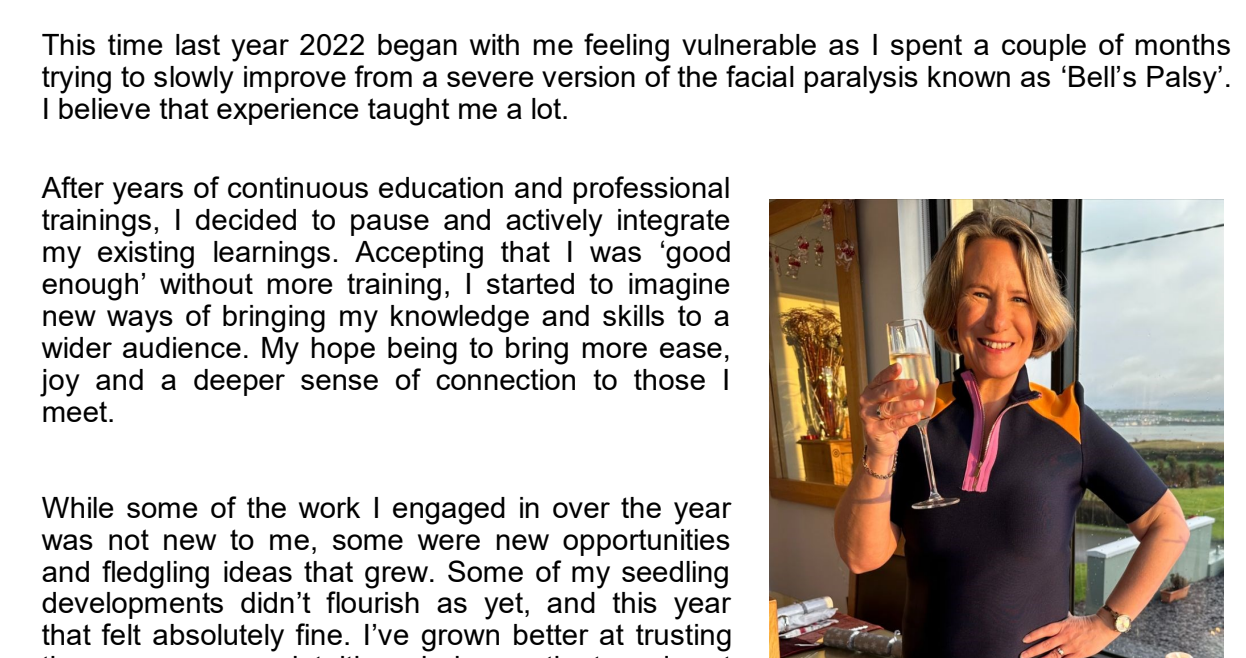 This time last year 2022 began with me feeling vulnerable as I spent a couple of months
trying to slowly improve from a severe version of the facial paralysis known as ‘Bell’s Palsy’.
I believe that experience taught me a lot.
After years of continuous education and professional
trainings, I decided to pause and actively integrate
my existing learnings. Accepting that I was ‘good
enough’ without more training, I started to imagine
new ways of bringing my knowledge and skills to a
wider audience. My hope being to bring more ease,
joy and a deeper sense of connection to those I
meet.
While some of the work I engaged in over the year
was not new to me, some were new opportunities
and fledgling ideas that grew. Some of my seedling
developments didn’t flourish as yet, and this year
that felt absolutely fine. I’ve grown better at trusting